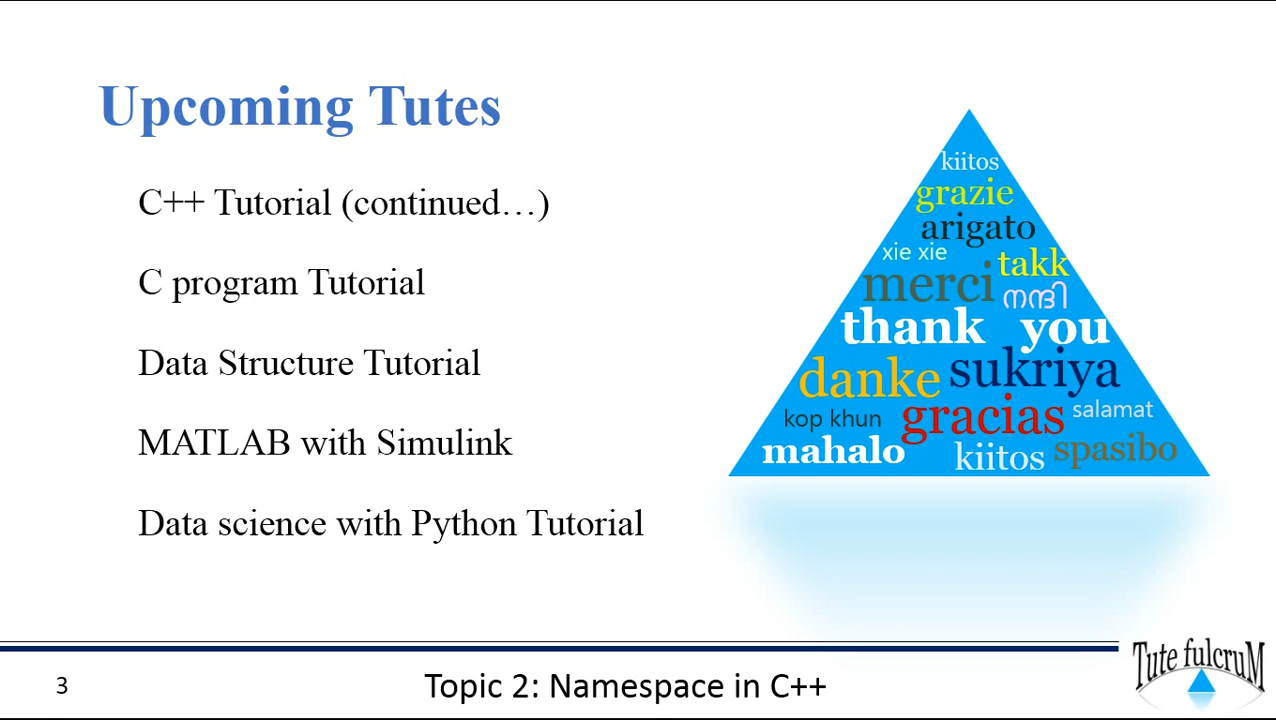 Upcoming Tutes
C++ Tutorial (continued…)
C program Tutorial
Data Structure Tutorial
MATLAB with Simulink
Data science with Python Tutorial
kiitos
grazie
arigato
xie xie takk
merci നന്ദി
thank you
danke sukriya
kop khun gracias salamat
mahalo kiitos spasibo
3
Topic 2: Namespace in C++
Tute fulcruM